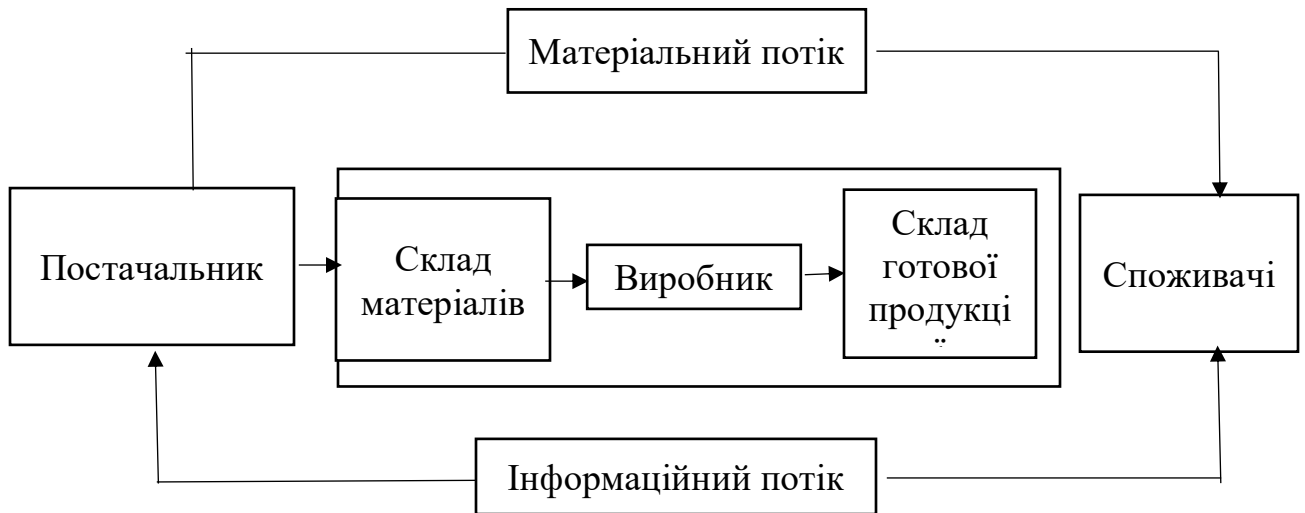 Матеріальний потік
Постачальник
Склад
матеріалів
Виробник
Склад
готової
продукці
ї
Споживачі
Інформаційний потік